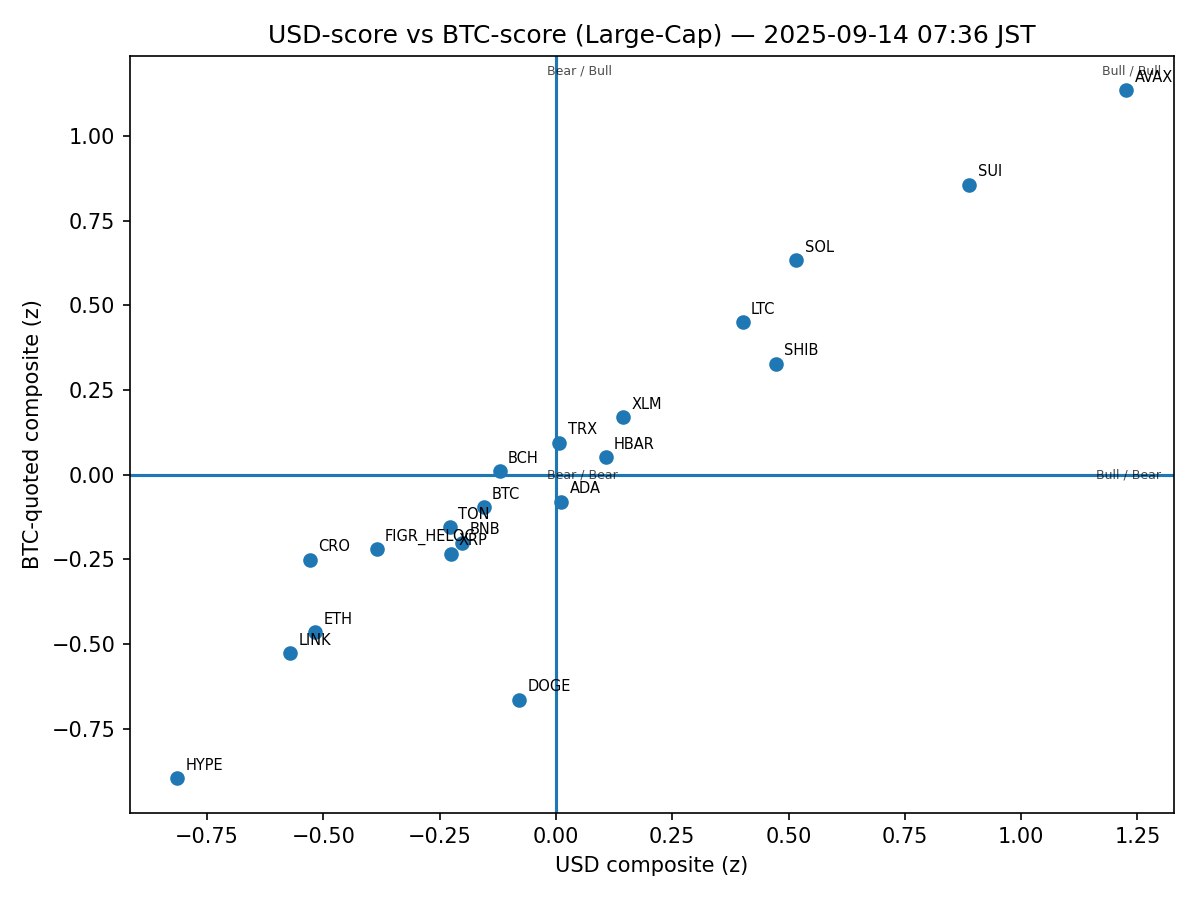 USD-score vs BTC-score (Large-Cap) — 2025-09-14 07:36 JST
Bear / Bull
Bull / Bull
AVAX
SUI
SOL
LTC
SHIB
XLM
TRX
HBAR
BCH
Bear / Bear
Bull / Bear
ADA
BTC
TON
BNB
FIGR_HELOC
XRP
CRO
ETH
LINK
DOGE
HYPE
1.00
0.75
0.50
0.25
0.00
−0.25
−0.50
−0.75
BTC-quoted composite (z)
−0.75
−0.50
−0.25
0.00
0.25
0.50
0.75
1.00
1.25
USD composite (z)